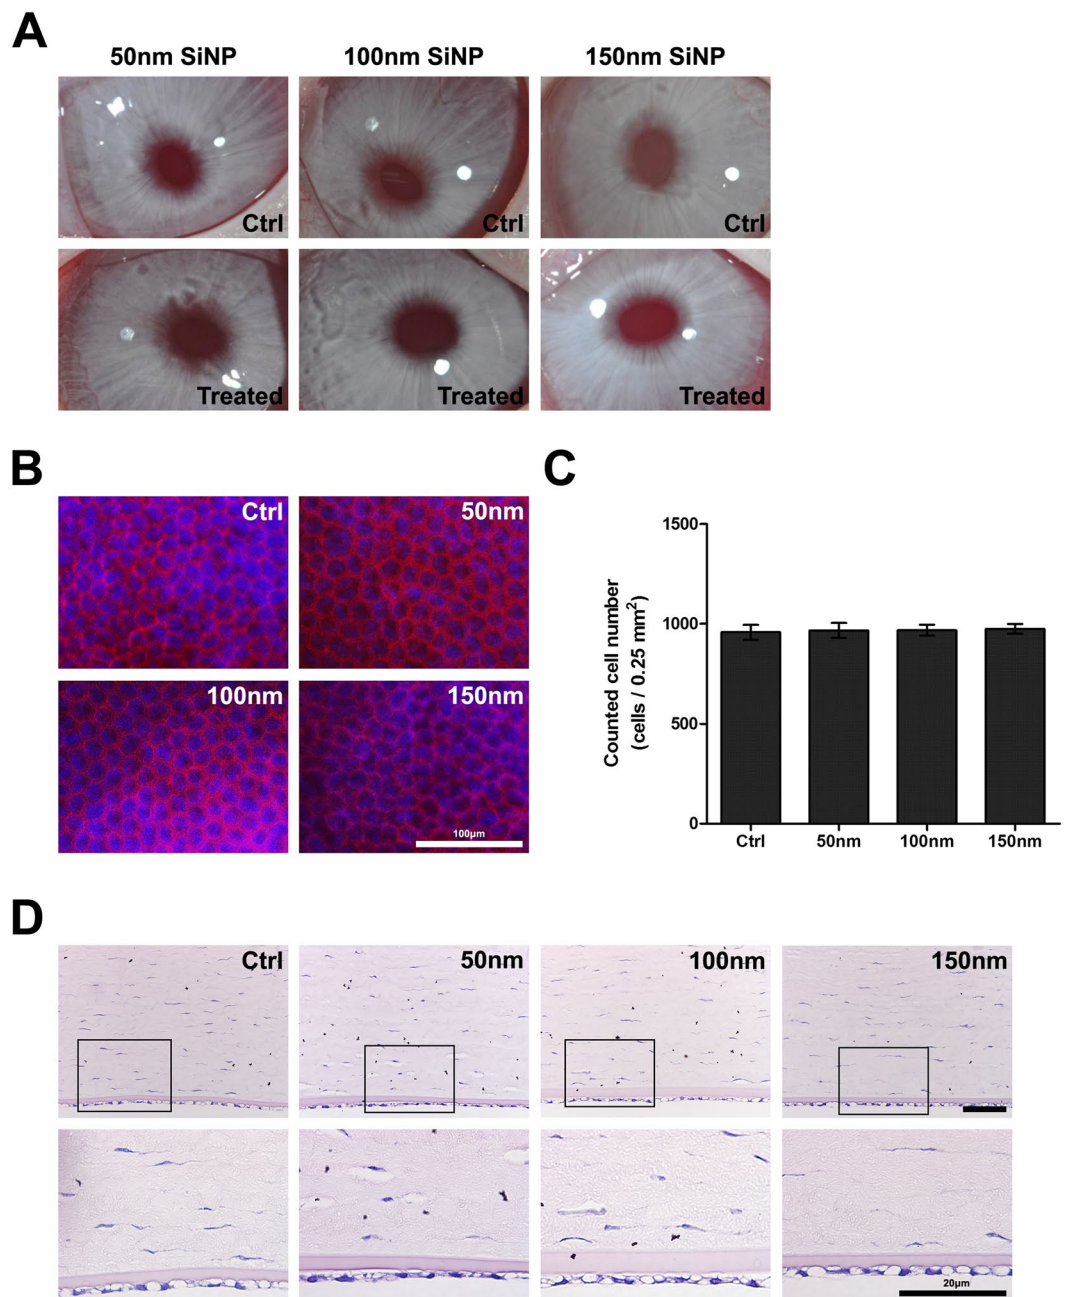 A
50nm SiNP 100nm SiNP 150nm SiNP
Ctrl Ctrl Ctrl
Treated Treated Treated
B
Ctrl 50nm
100nm 150nm
100µm
C
Counted cell number
(cells / 0.25 mm²)
1500
1000
500
0
Ctrl 50nm 100nm 150nm
D
Ctrl 50nm 100nm 150nm
20µm